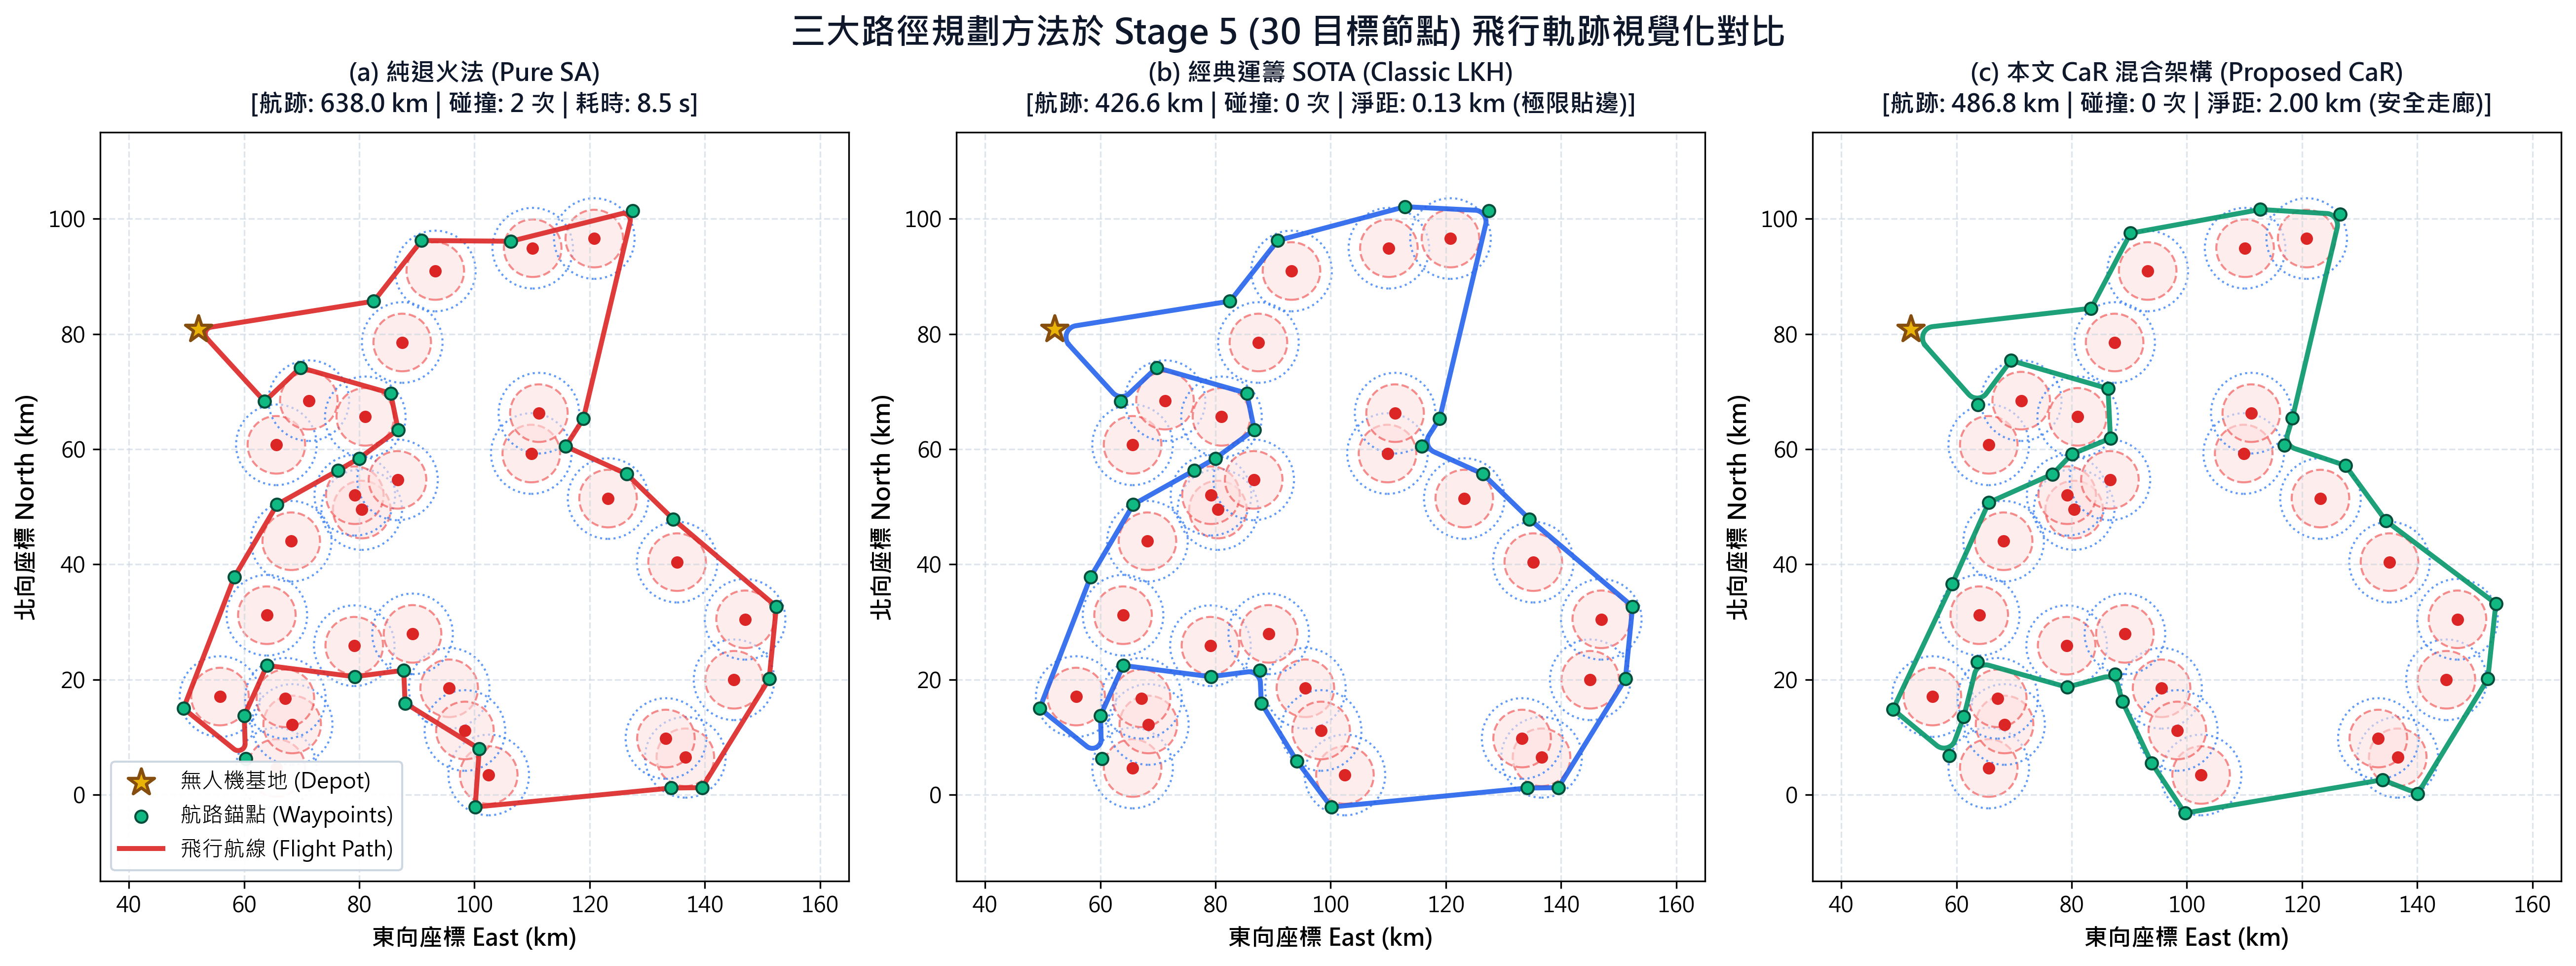 三大路徑規劃方法於 Stage 5 (30 目標節點) 飛行軌跡視覺化對比
(a) 純退火法 (Pure SA)
[航跡: 638.0 km | 碰撞: 2 次 | 耗時: 8.5 s]
北向座標 North (km)
100
80
60
40
20
0
40 60 80 100 120 140 160
東向座標 East (km)
無人機基地 (Depot)
航路錨點 (Waypoints)
飛行航線 (Flight Path)
(b) 經典運籌 SOTA (Classic LKH)
[航跡: 426.6 km | 碰撞: 0 次 | 淨距: 0.13 km (極限貼邊)]
北向座標 North (km)
100
80
60
40
20
0
40 60 80 100 120 140 160
東向座標 East (km)
(c) 本文 CaR 混合架構 (Proposed CaR)
[航跡: 486.8 km | 碰撞: 0 次 | 淨距: 2.00 km (安全走廊)]
北向座標 North (km)
100
80
60
40
20
0
40 60 80 100 120 140 160
東向座標 East (km)